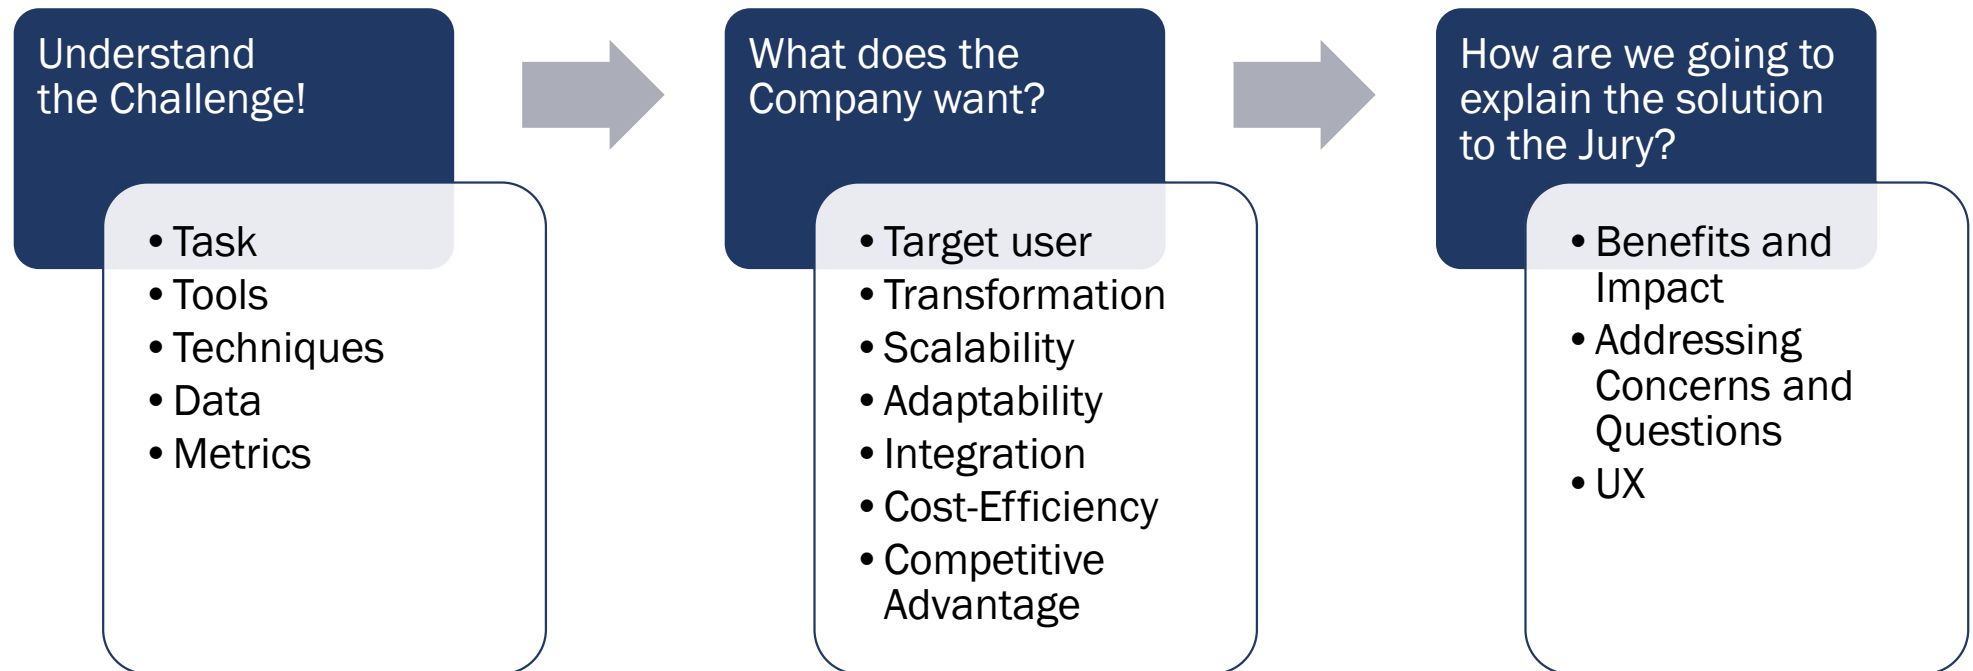 Understand
the Challenge!
• Task
• Tools
• Techniques
• Data
• Metrics
What does the
Company want?
• Target user
• Transformation
• Scalability
• Adaptability
• Integration
• Cost-Efficiency
• Competitive
Advantage
How are we going to
explain the solution
to the Jury?
• Benefits and
Impact
• Addressing
Concerns and
Questions
• UX